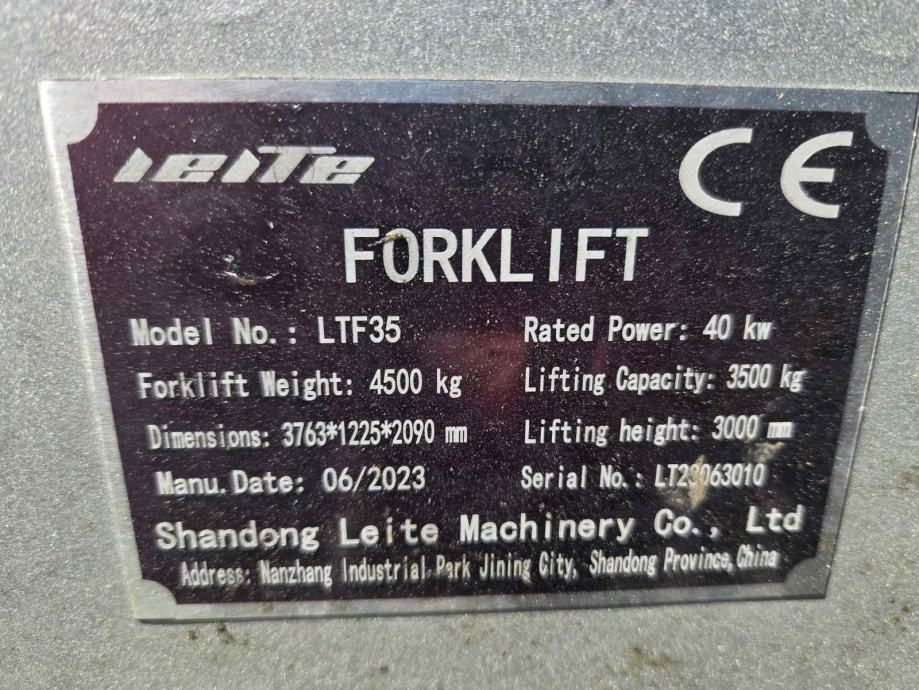 leiTe CE
FORKLIFT
Model No.: LTF35 Rated Power: 40 kw
Forklift Weight: 4500 kg Lifting Capacity: 3500 kg
Dimensions: 3763*1225*2090 mm Lifting height: 3000 mm
Manu.Date: 06/2023 Serial No.: LT23063010
Shandong Leite Machinery Co., Ltd
Address: Nanzhang Industrial Park Jining City, Shandong Province, China